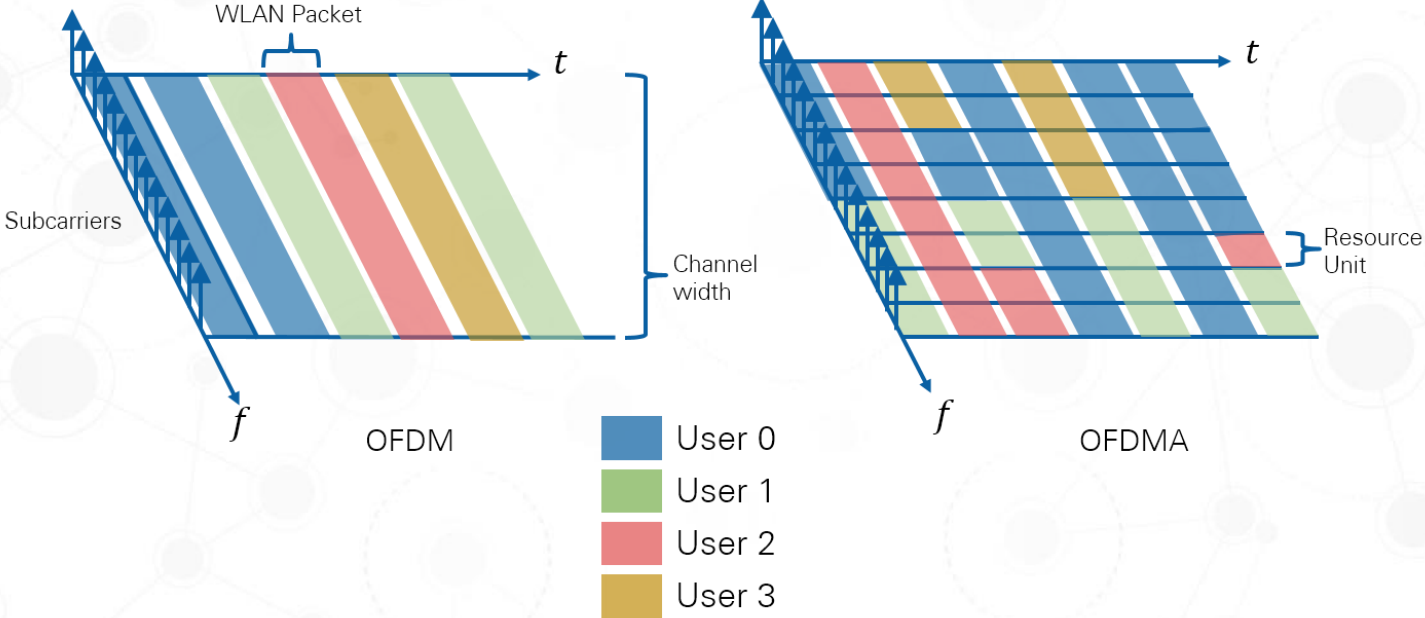 WLAN Packet
t
Subcarriers
Channel
width
f
OFDM
t
Resource
Unit
f
OFDMA
User 0
User 1
User 2
User 3